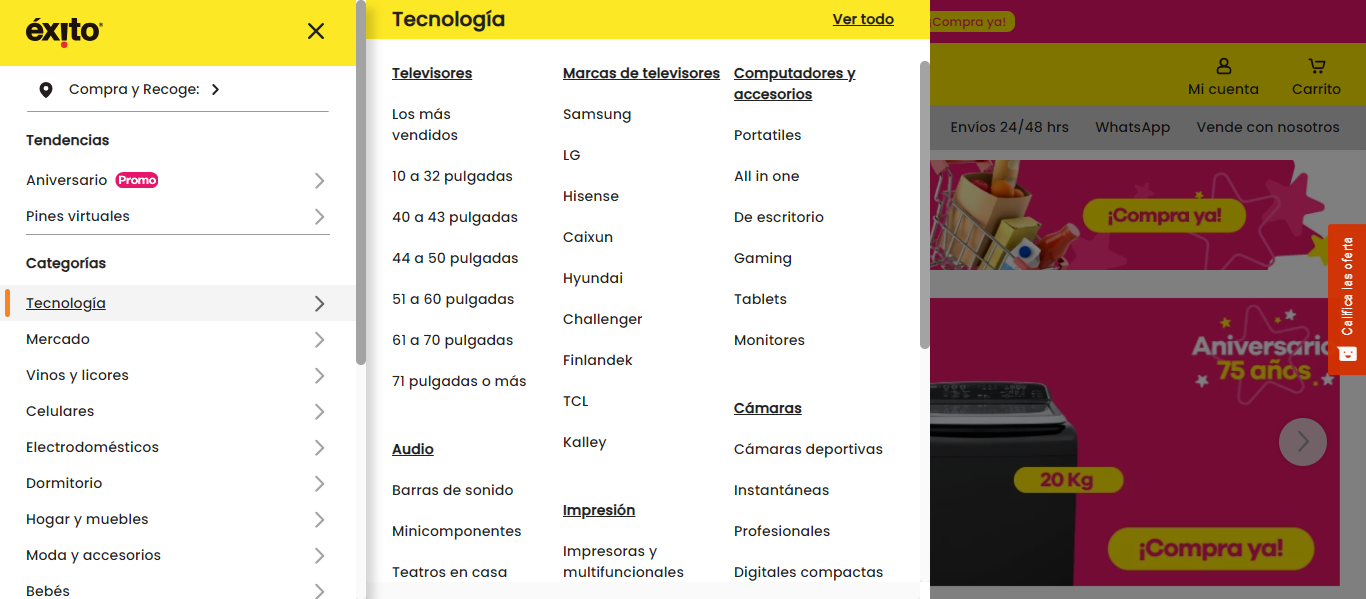 éxito
Compra y Recoge:
Tendencias
Aniversario Promo
Pines virtuales
Categorías
Tecnología
Mercado
Vinos y licores
Celulares
Electrodomésticos
Dormitorio
Hogar y muebles
Moda y accesorios
Bebés
Tecnología
Ver todo
Televisores
Los más
vendidos
10 a 32 pulgadas
40 a 43 pulgadas
44 a 50 pulgadas
51 a 60 pulgadas
61 a 70 pulgadas
71 pulgadas o más
Audio
Barras de sonido
Minicomponentes
Teatros en casa
Marcas de televisores
Samsung
LG
Hisense
Caixun
Hyundai
Challenger
Finlandek
TCL
Kalley
Impresión
Impresoras y
multifuncionales
Computadores y
accesorios
Portatiles
All in one
De escritorio
Gaming
Tablets
Monitores
Cámaras
Cámaras deportivas
Instantáneas
Profesionales
Digitales compactas
¡Compra ya!
Mi cuenta
Carrito
Envíos 24/48 hrs
WhatsApp
Vende con nosotros
¡Compra ya!
Califica las oferta
Aniversario
75 años
20 Kg
¡Compra ya!